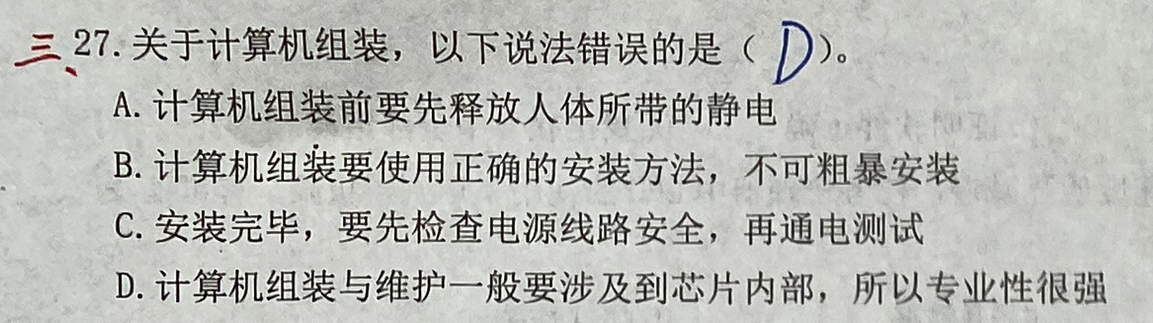 三、27. 关于计算机组装，以下说法错误的是（ D ）。
A. 计算机组装前要先释放人体所带的静电
B. 计算机组装要使用正确的安装方法，不可粗暴安装
C. 安装完毕，要先检查电源线路安全，再通电测试
D. 计算机组装与维护一般要涉及到芯片内部，所以专业性很强